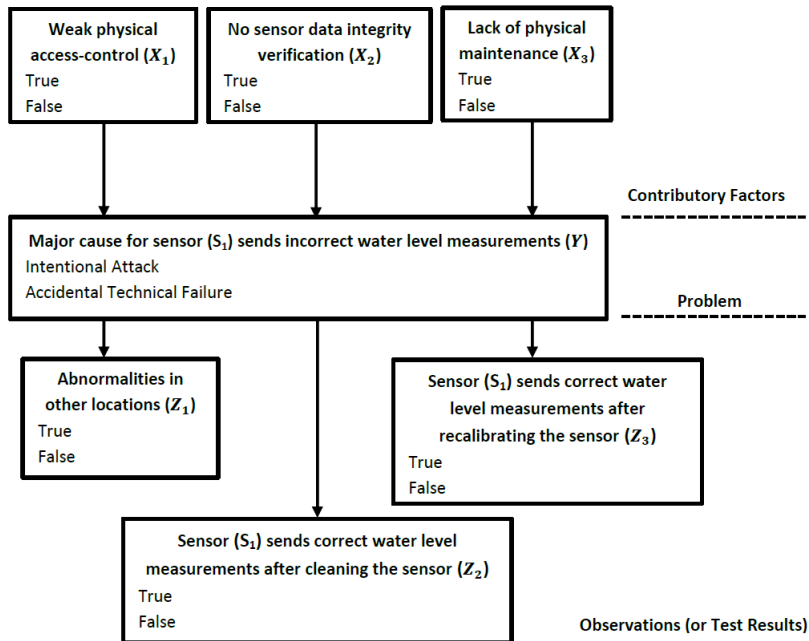 Weak physical
access-control (X₁)
True
False
No sensor data integrity
verification (X₂)
True
False
Lack of physical
maintenance (X₃)
True
False
Contributory Factors
Major cause for sensor (S₁) sends incorrect water level measurements (Y)
Intentional Attack
Accidental Technical Failure
Problem
Abnormalities in
other locations (Z₁)
True
False
Sensor (S₁) sends correct water
level measurements after
recalibrating the sensor (Z₃)
True
False
Sensor (S₁) sends correct water level
measurements after cleaning the sensor (Z₂)
True
False
Observations (or Test Results)